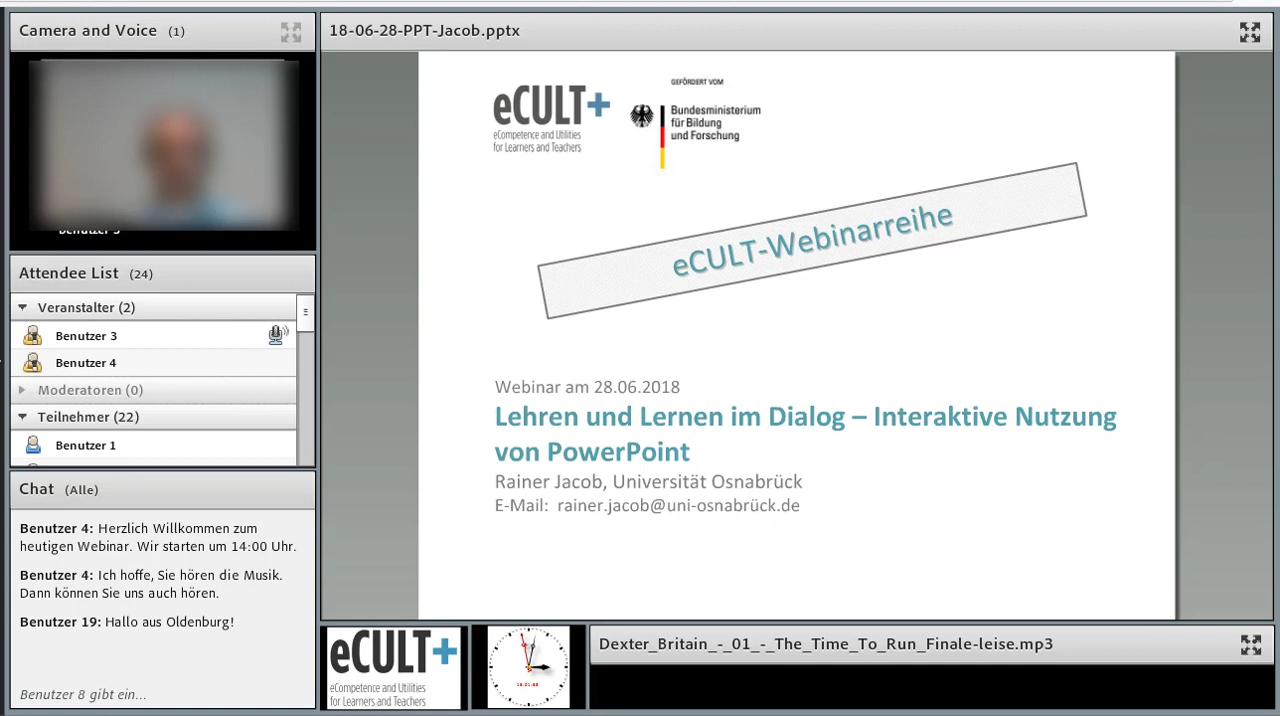 Camera and Voice (1)
18-06-28-PPT-Jacob.pptx
Attendee List (24)
Veranstalter (2)
Benutzer 3
Benutzer 4
Moderatoren (0)
Teilnehmer (22)
Benutzer 1
Chat (Alle)
Benutzer 4: Herzlich Willkommen zum
heutigen Webinar. Wir starten um 14:00 Uhr.
Benutzer 4: Ich hoffe, Sie hören die Musik.
Dann können Sie uns auch hören.
Benutzer 19: Hallo aus Oldenburg!
Benutzer 8 gibt ein...
eCULT+
eCompetence and Utilities
for Learners and Teachers
GEFÖRDERT VOM
Bundesministerium
für Bildung
und Forschung
eCULT-Webinarreihe
Webinar am 28.06.2018
Lehren und Lernen im Dialog – Interaktive Nutzung
von PowerPoint
Rainer Jacob, Universität Osnabrück
E-Mail: rainer.jacob@uni-osnabrück.de
eCULT+
eCompetence and Utilities
for Learners and Teachers
Dexter_Britain_-_01_-_The_Time_To_Run_Finale-leise.mp3